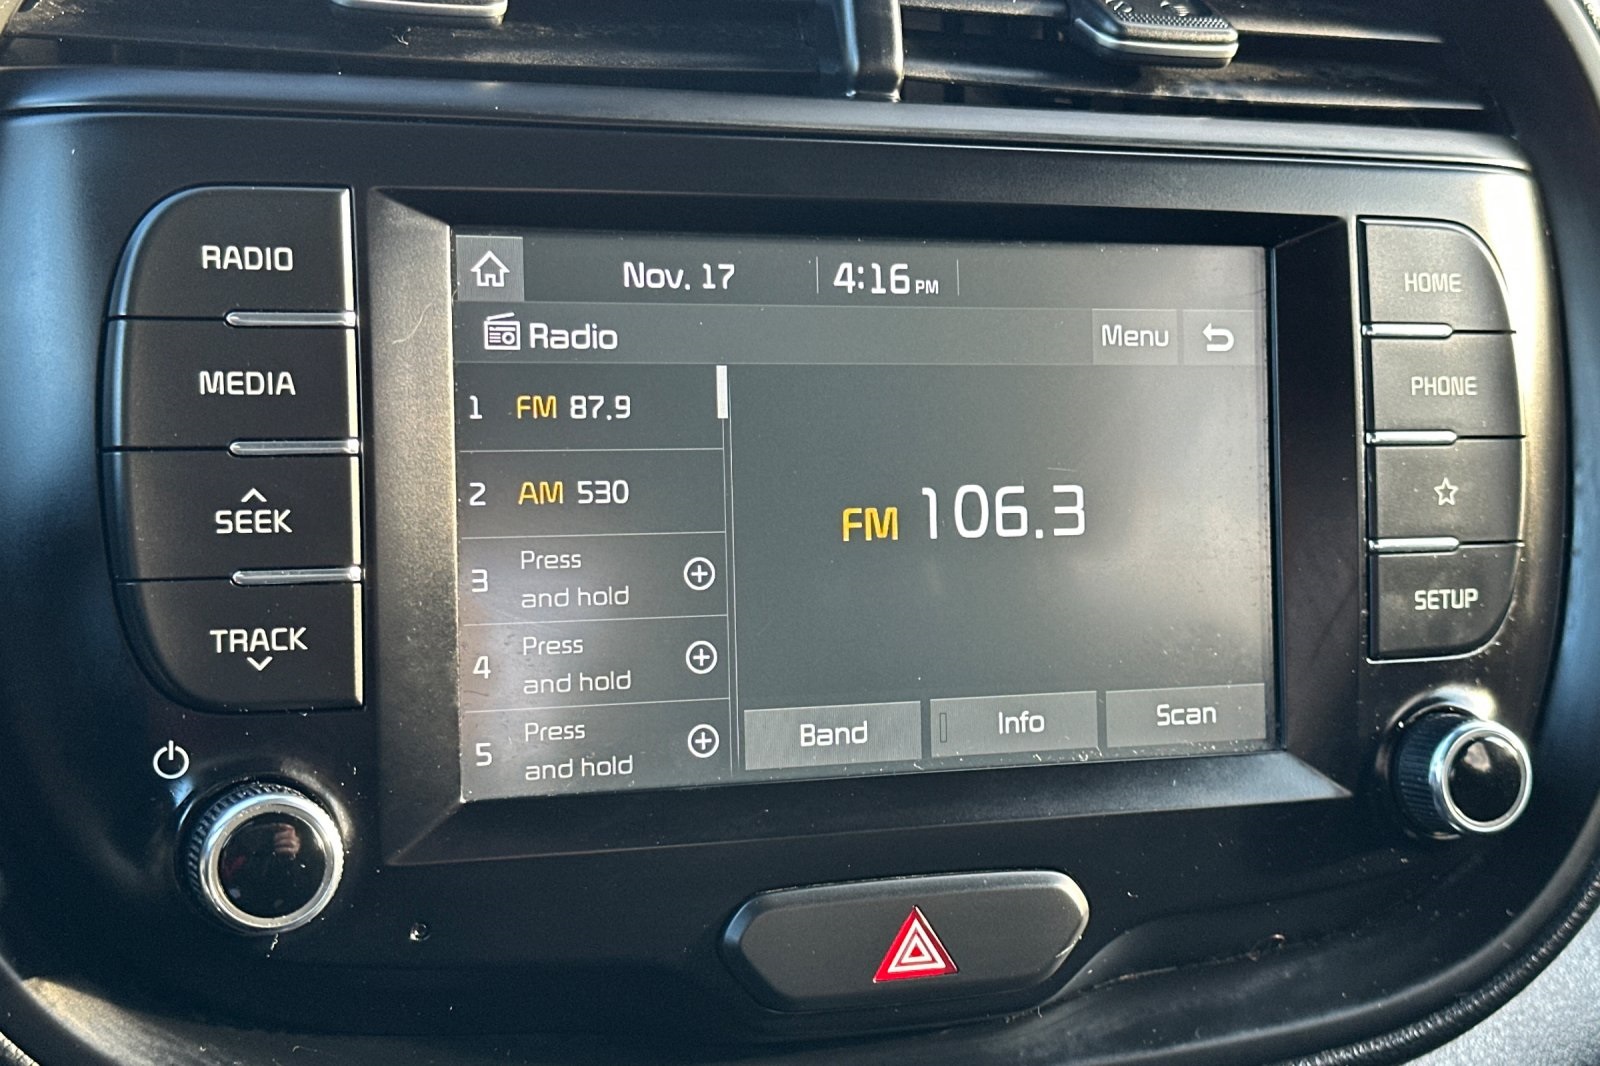 RADIO
MEDIA
SEEK
TRACK
Nov. 17
4:16 PM
Radio
Menu
1 FM 87.9
2 AM 530
3 Press
and hold
4 Press
and hold
5 Press
and hold
FM 106.3
Band
Info
Scan
HOME
PHONE
SETUP